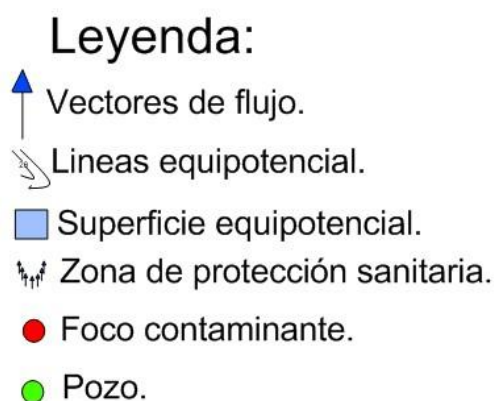 Leyenda:
Vectores de flujo.
Lineas equipotencial.
Superficie equipotencial.
Zona de protección sanitaria.
Foco contaminante.
Pozo.